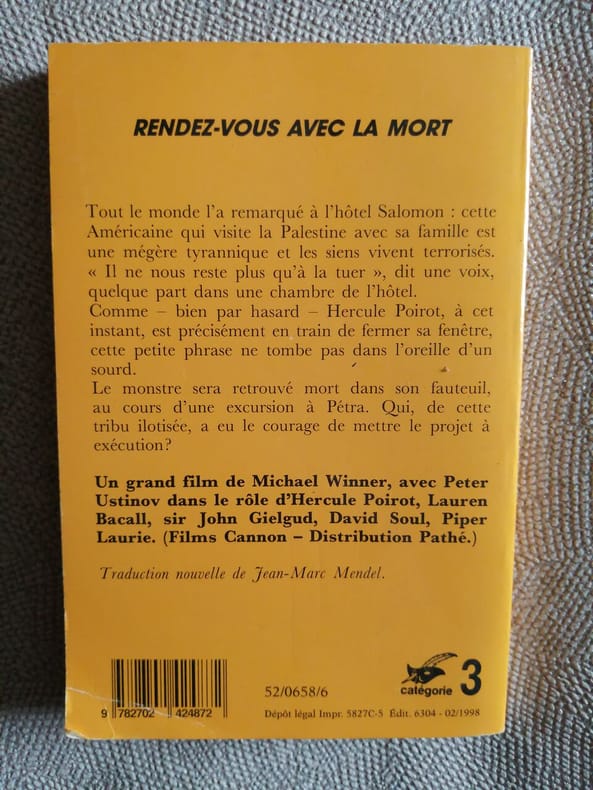 RENDEZ-VOUS AVEC LA MORT
Tout le monde l'a remarqué à l'hôtel Salomon : cette
Américaine qui visite la Palestine avec sa famille est
une mégère tyrannique et les siens vivent terrorisés.
« Il ne nous reste plus qu'à la tuer », dit une voix,
quelque part dans une chambre de l'hôtel.
Comme – bien par hasard – Hercule Poirot, à cet
instant, est précisément en train de fermer sa fenêtre,
cette petite phrase ne tombe pas dans l'oreille d'un
sourd.
Le monstre sera retrouvé mort dans son fauteuil,
au cours d'une excursion à Pétra. Qui, de cette
tribu ilotisée, a eu le courage de mettre le projet à
exécution?
Un grand film de Michael Winner, avec Peter
Ustinov dans le rôle d'Hercule Poirot, Lauren
Bacall, sir John Gielgud, David Soul, Piper
Laurie. (Films Cannon – Distribution Pathé.)
Traduction nouvelle de Jean-Marc Mendel.
9 782702 424872
52/0658/6
catégorie 3
Dépôt légal Impr. 5827C-5 Édit. 6304 - 02/1998